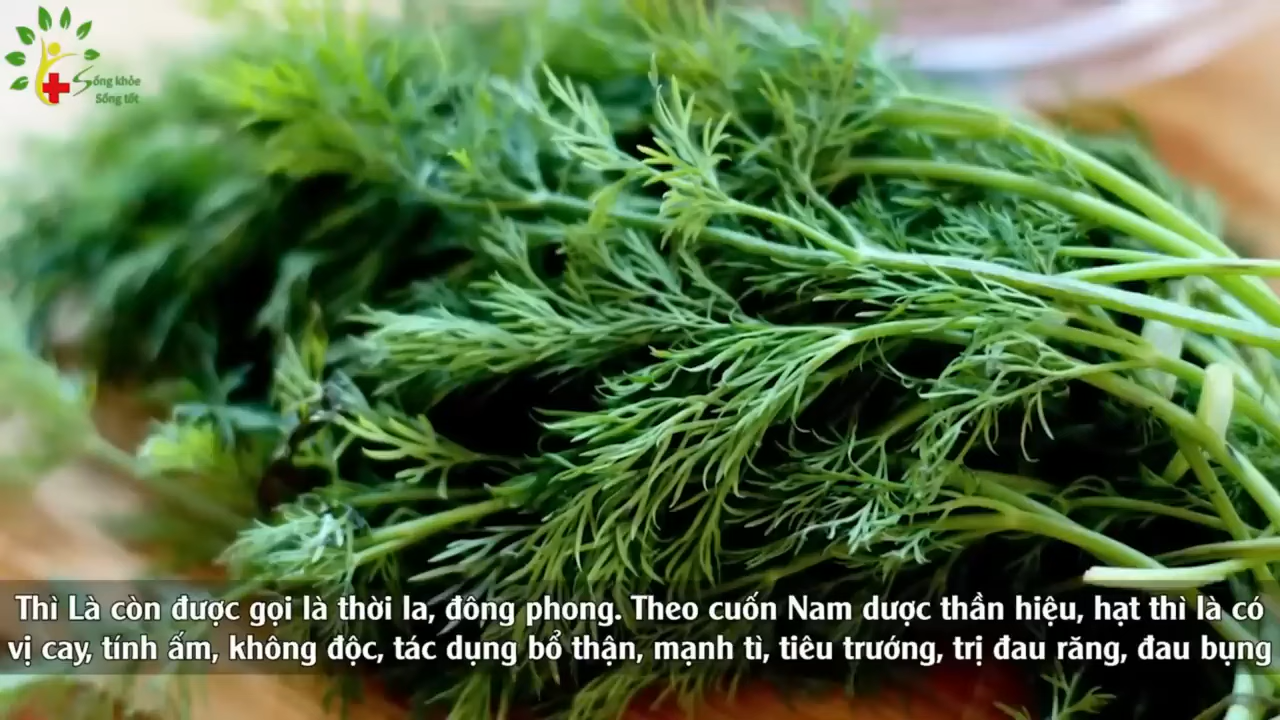 Sống khỏe
Sống tốt
Thì Là còn được gọi là thời la, đông phong. Theo cuốn Nam dược thần hiệu, hạt thì là có
vị cay, tính ấm, không độc, tác dụng bổ thận, mạnh tì, tiêu trướng, trị đau răng, đau bụng